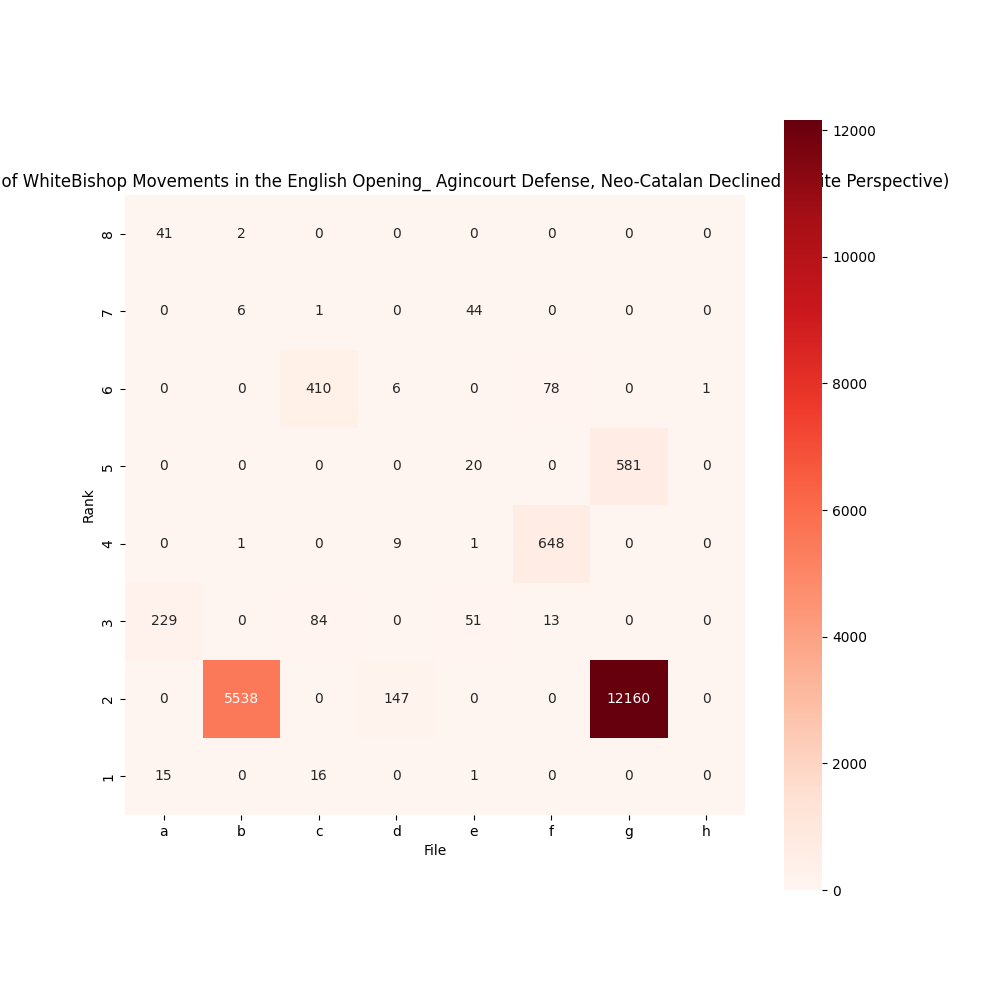 of WhiteBishop Movements in the English Opening_ Agincourt Defense, Neo-Catalan Declined ite Perspective)
12000
10000
8000
6000
4000
2000
0
Rank
8 41 2 0 0 0 0 0 0
7 0 6 1 0 44 0 0 0
6 0 0 410 6 0 78 0 1
5 0 0 0 0 20 0 581 0
4 0 1 0 9 1 648 0 0
3 229 0 84 0 51 13 0 0
2 0 5538 0 147 0 0 12160 0
1 15 0 16 0 1 0 0 0
a b c d e f g h
File